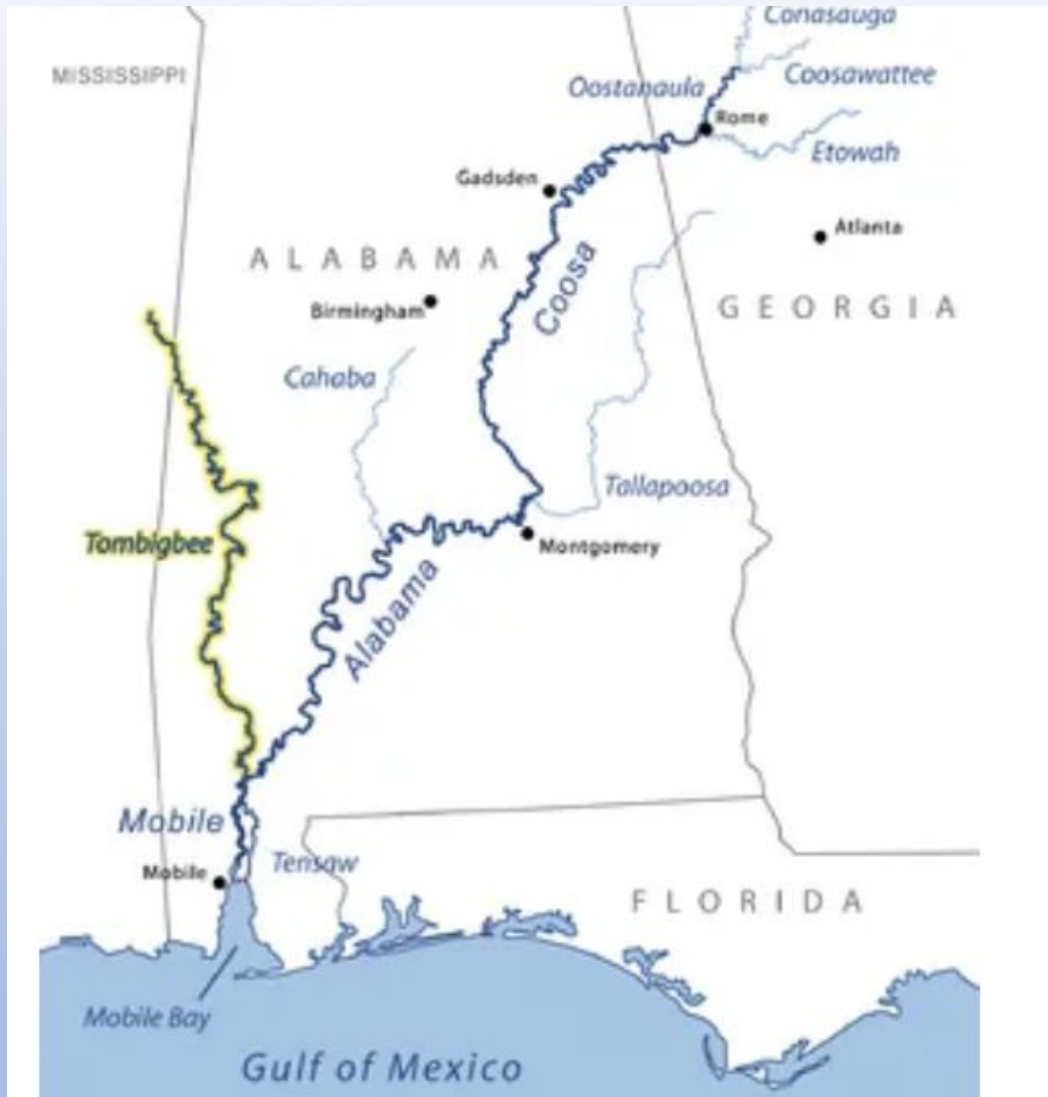 Conasauga
MISSISSIPPI
Oostanaula
Coosawattee
Rome
Etowah
Gadsden
Atlanta
ALABAMA
Coosa
GEORGIA
Birmingham
Cahaba
Tallapoosa
Tombigbee
Montgomery
Alabama
Mobile
Tensaw
Mobile
FLORIDA
Mobile Bay
Gulf of Mexico